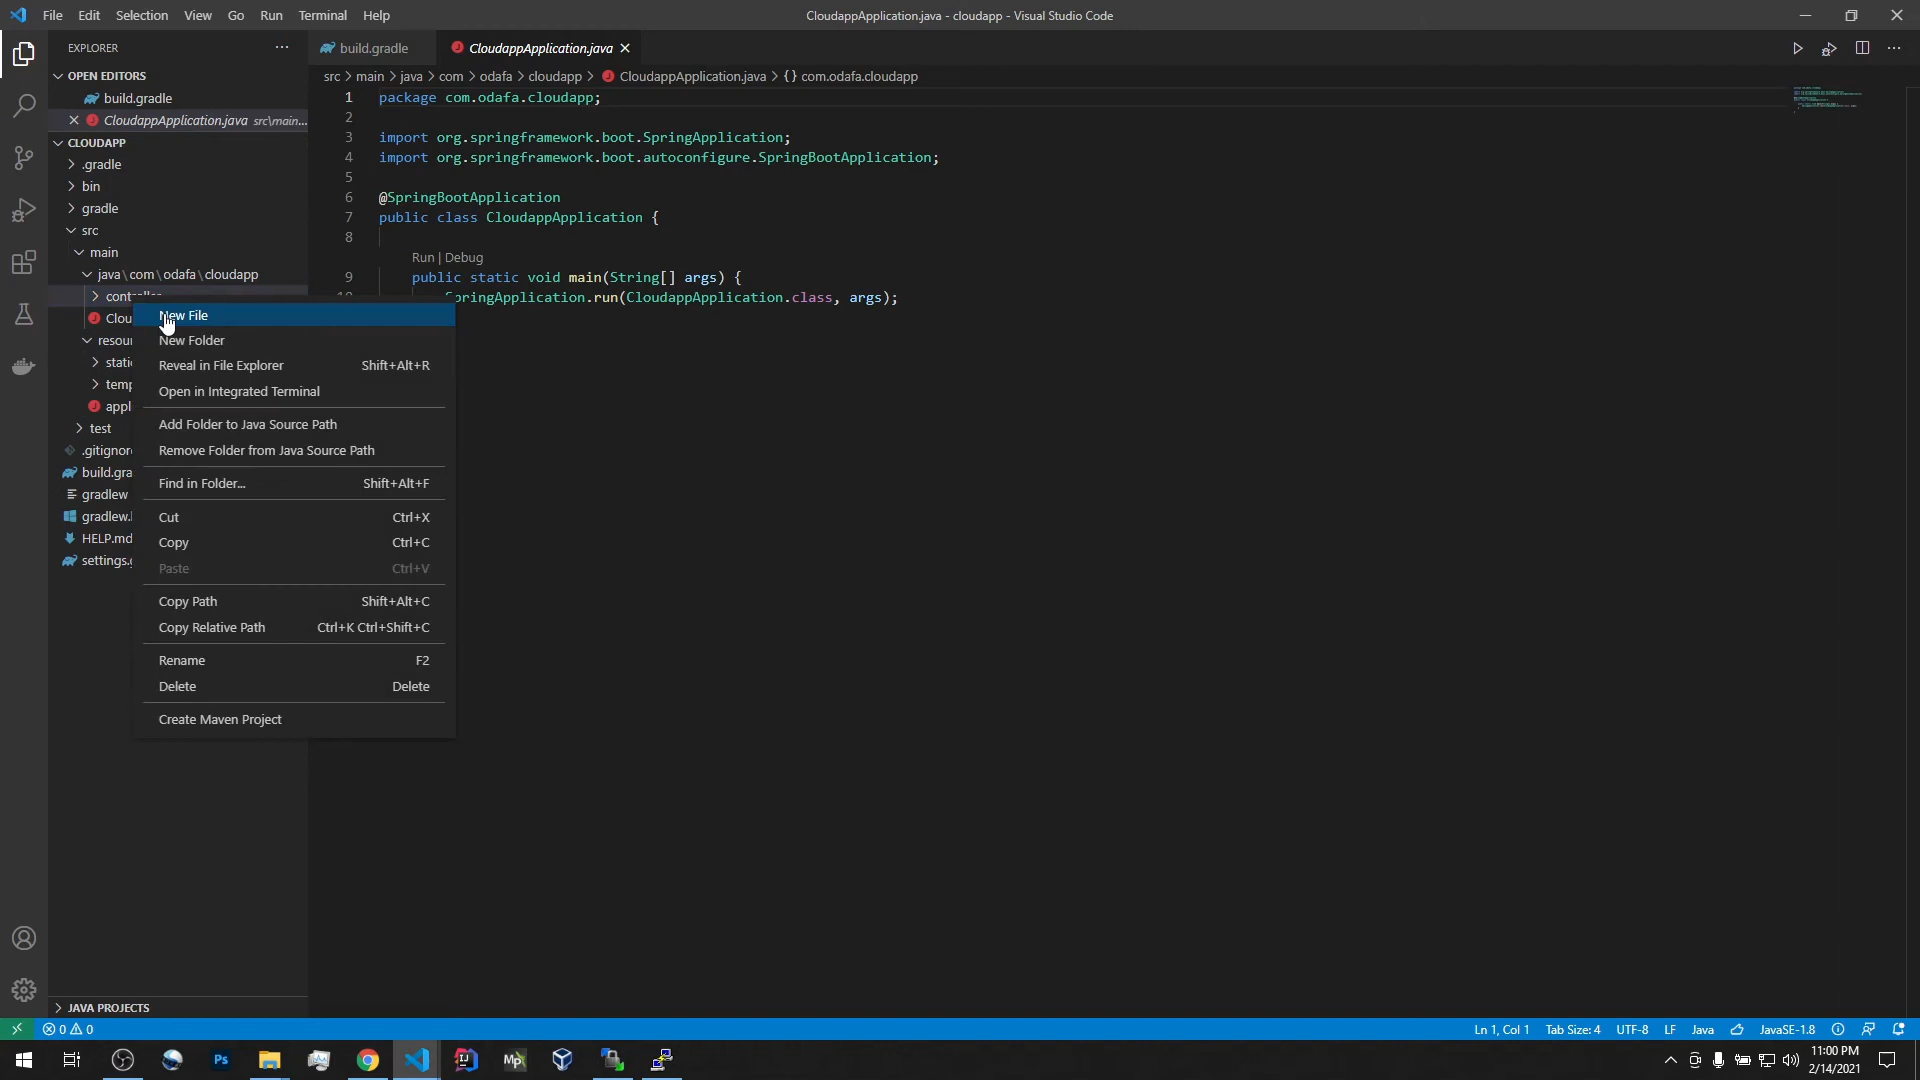 File Edit Selection View Go Run Terminal Help
CloudappApplication.java - cloudapp - Visual Studio Code
EXPLORER
OPEN EDITORS
build.gradle
CloudappApplication.java src\main...
CLOUDAPP
.gradle
bin
gradle
src
main
java\com\odafa\cloudapp
Clou
resour
static
temp
appl
test
.gitignor
build.gra
gradlew
gradlew.
HELP.md
settings.g
JAVA PROJECTS
New File
New Folder
Reveal in File Explorer Shift+Alt+R
Open in Integrated Terminal
Add Folder to Java Source Path
Remove Folder from Java Source Path
Find in Folder... Shift+Alt+F
Cut Ctrl+X
Copy Ctrl+C
Paste Ctrl+V
Copy Path Shift+Alt+C
Copy Relative Path Ctrl+K Ctrl+Shift+C
Rename F2
Delete Delete
Create Maven Project
build.gradle CloudappApplication.java
src > main > java > com > odafa > cloudapp > CloudappApplication.java > {} com.odafa.cloudapp
1 package com.odafa.cloudapp;
2
3 import org.springframework.boot.SpringApplication;
4 import org.springframework.boot.autoconfigure.SpringBootApplication;
5
6 @SpringBootApplication
7 public class CloudappApplication {
8
Run | Debug
9 public static void main(String[] args) {
10 SpringApplication.run(CloudappApplication.class, args);
0 0
Ln 1, Col 1 Tab Size: 4 UTF-8 LF Java JavaSE-1.8
Ps
IJ
Mp
11:00 PM
2/14/2021